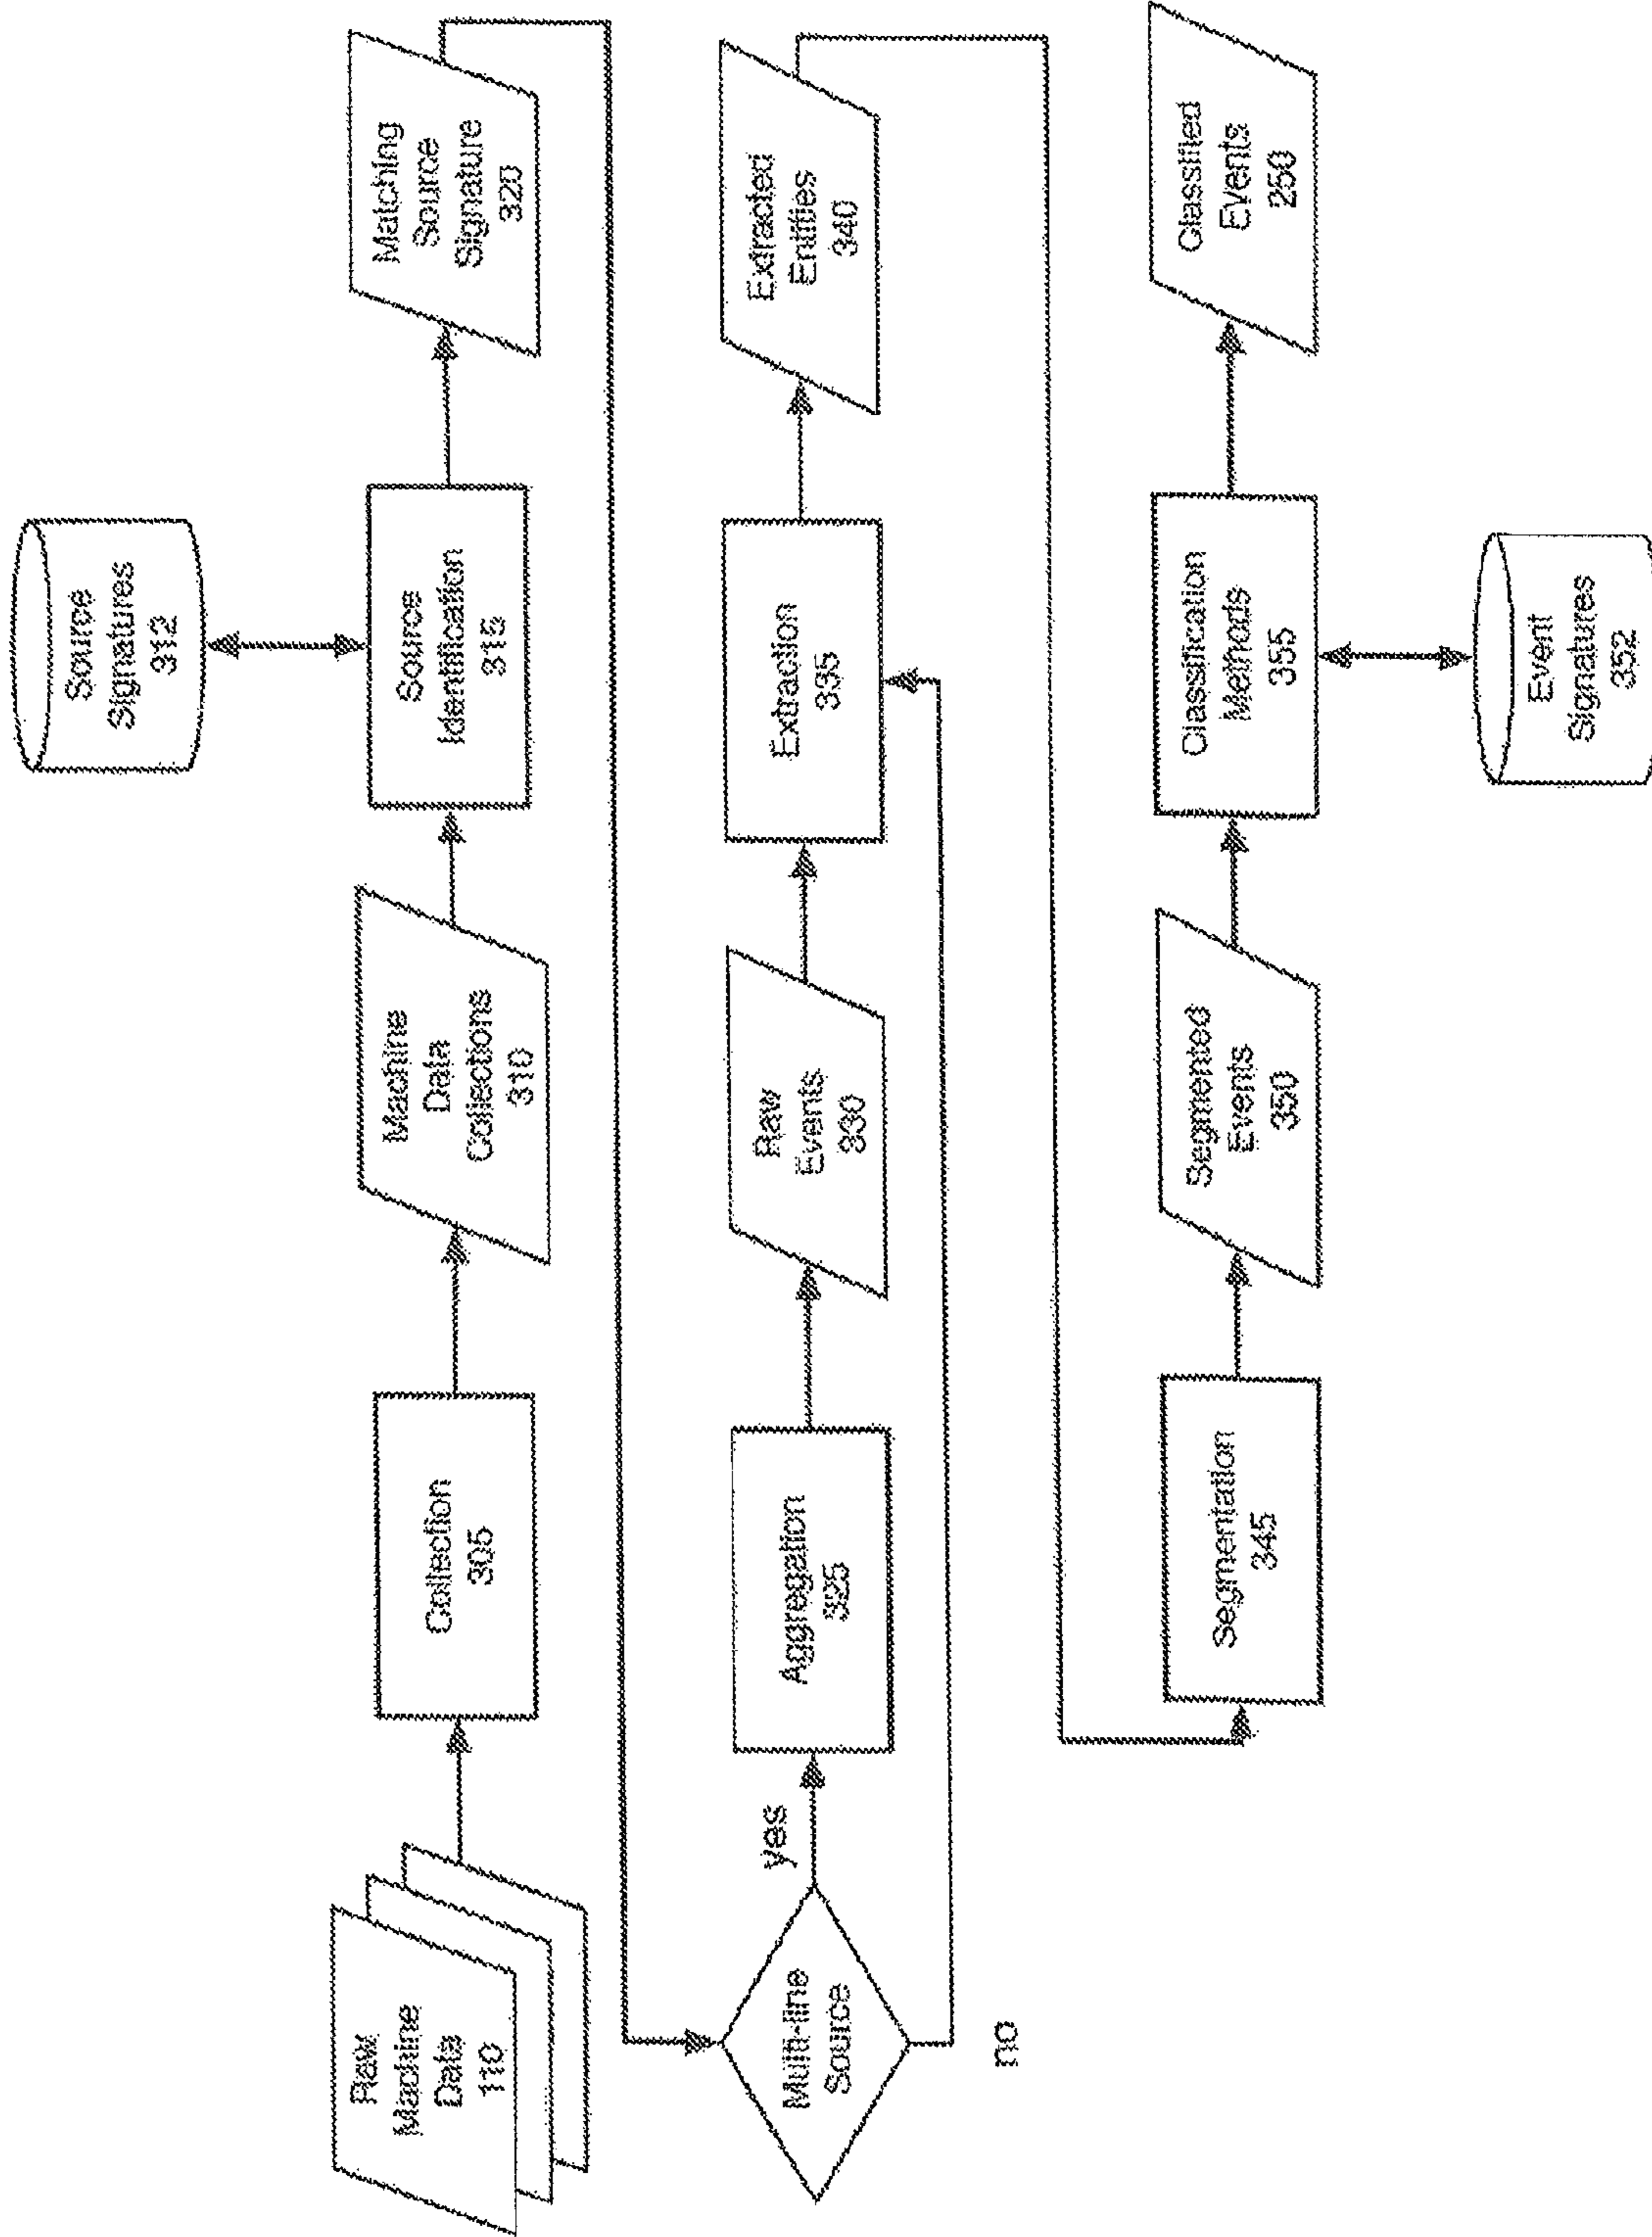 Source
Signatures
312
Raw
Machine
Data
110
Collection
305
Machine
Data
Collections
310
Source
Identification
315
Matching
Source
Signature
320
Multi-line
Source
yes
no
Aggregation
325
Raw
Events
330
Extraction
335
Extracted
Entities
340
Segmentation
345
Segmented
Events
350
Classification
Methods
355
Classified
Events
250
Event
Signatures
352